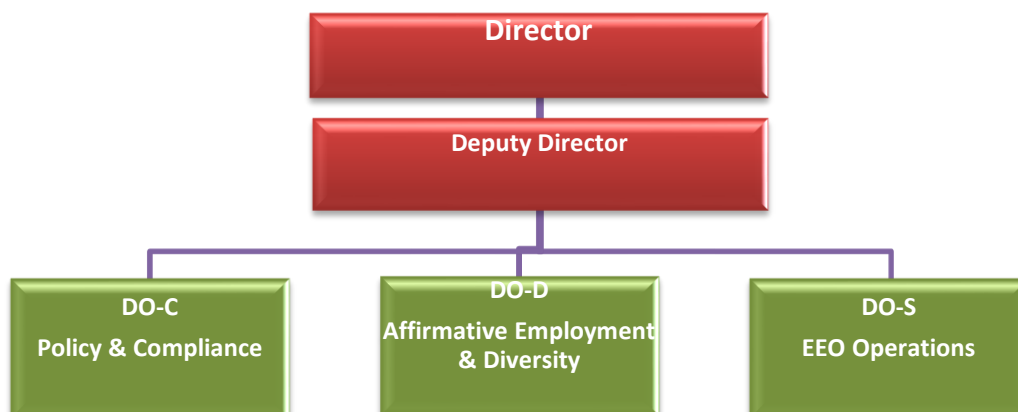 Director
Deputy Director
DO-C
Policy & Compliance
DO-D
Affirmative Employment
& Diversity
DO-S
EEO Operations